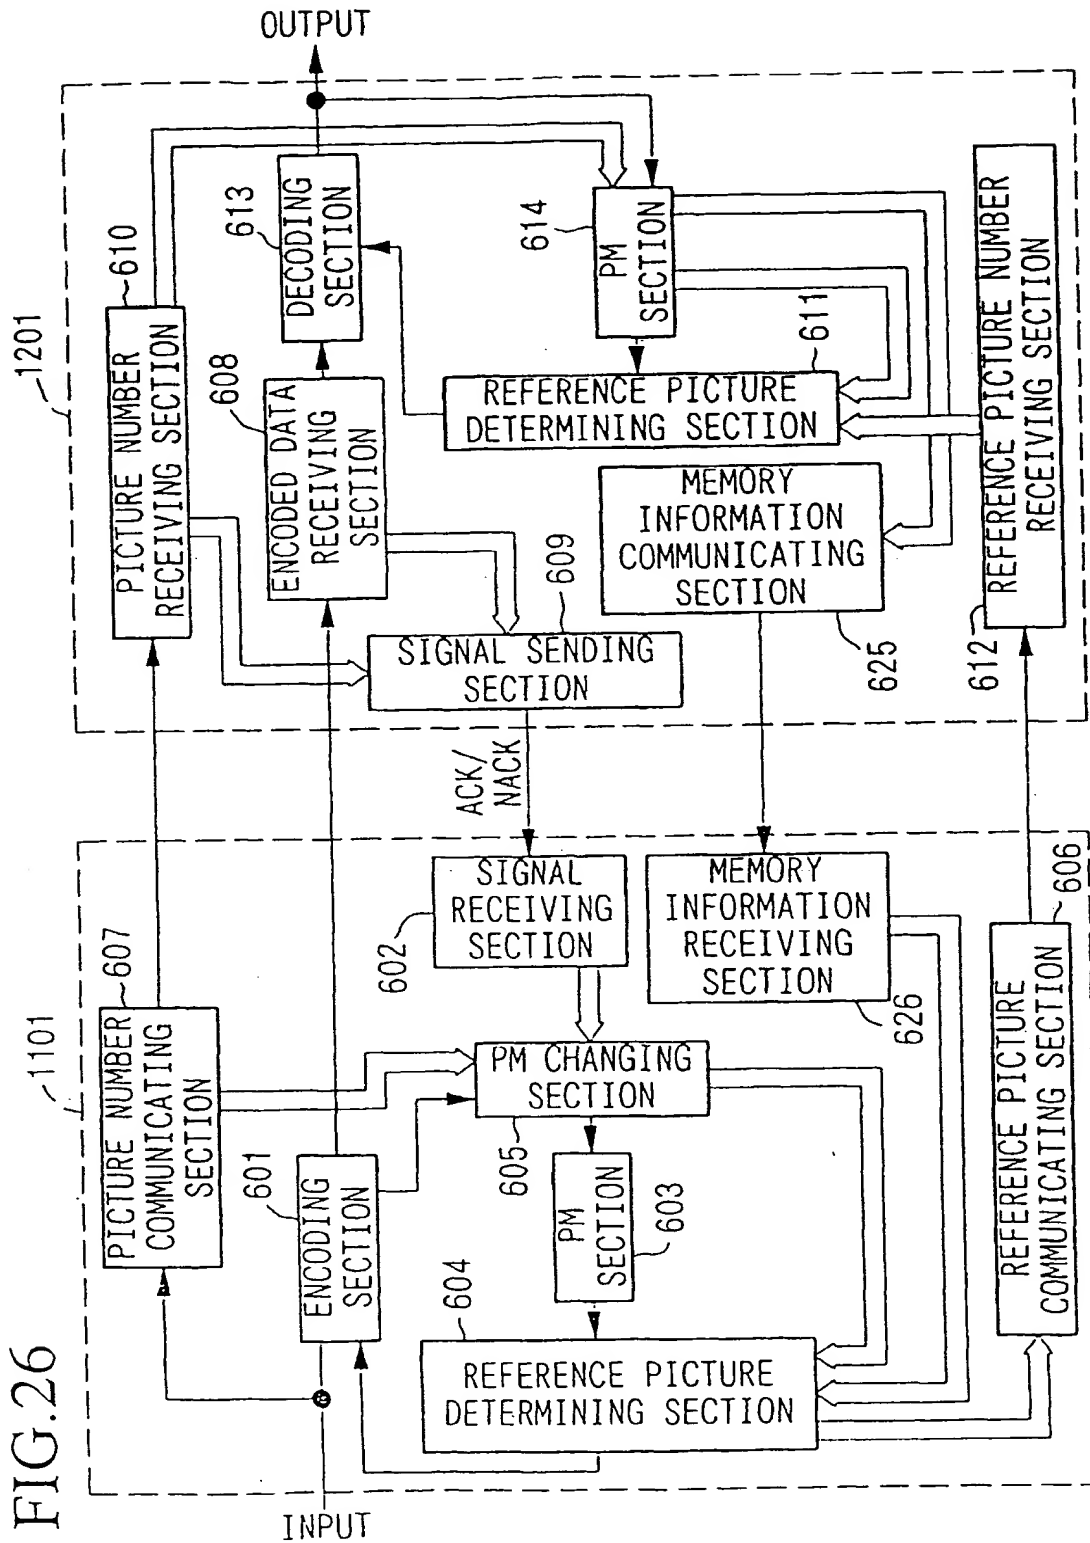 FIG.26
1101
1201
INPUT
PICTURE NUMBER
COMMUNICATING
SECTION
607
ENCODING
SECTION
601
REFERENCE PICTURE
DETERMINING SECTION
604
PM
SECTION
603
PM CHANGING
SECTION
605
SIGNAL
RECEIVING
SECTION
602
MEMORY
INFORMATION
RECEIVING
SECTION
626
REFERENCE PICTURE
COMMUNICATING SECTION
606
ACK/
NACK
PICTURE NUMBER
RECEIVING SECTION
610
ENCODED DATA
RECEIVING
SECTION
608
SIGNAL SENDING
SECTION
609
DECODING
SECTION
613
REFERENCE PICTURE
DETERMINING SECTION
611
PM
SECTION
614
MEMORY
INFORMATION
COMMUNICATING
SECTION
625
REFERENCE PICTURE NUMBER
RECEIVING SECTION
612
OUTPUT